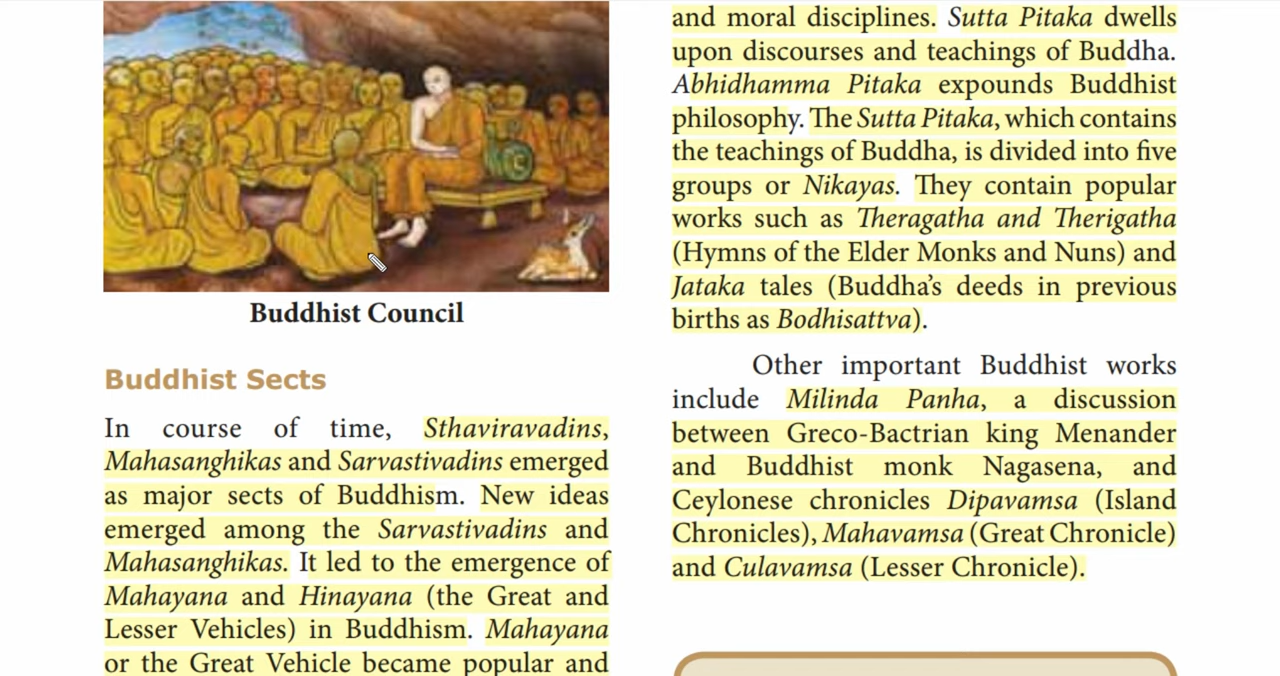 Buddhist Council
Buddhist Sects
In course of time, Sthaviravadins,
Mahasanghikas and Sarvastivadins emerged
as major sects of Buddhism. New ideas
emerged among the Sarvastivadins and
Mahasanghikas. It led to the emergence of
Mahayana and Hinayana (the Great and
Lesser Vehicles) in Buddhism. Mahayana
or the Great Vehicle became popular and
and moral disciplines. Sutta Pitaka dwells
upon discourses and teachings of Buddha.
Abhidhamma Pitaka expounds Buddhist
philosophy. The Sutta Pitaka, which contains
the teachings of Buddha, is divided into five
groups or Nikayas. They contain popular
works such as Theragatha and Therigatha
(Hymns of the Elder Monks and Nuns) and
Jataka tales (Buddha’s deeds in previous
births as Bodhisattva).
Other important Buddhist works
include Milinda Panha, a discussion
between Greco-Bactrian king Menander
and Buddhist monk Nagasena, and
Ceylonese chronicles Dipavamsa (Island
Chronicles), Mahavamsa (Great Chronicle)
and Culavamsa (Lesser Chronicle).